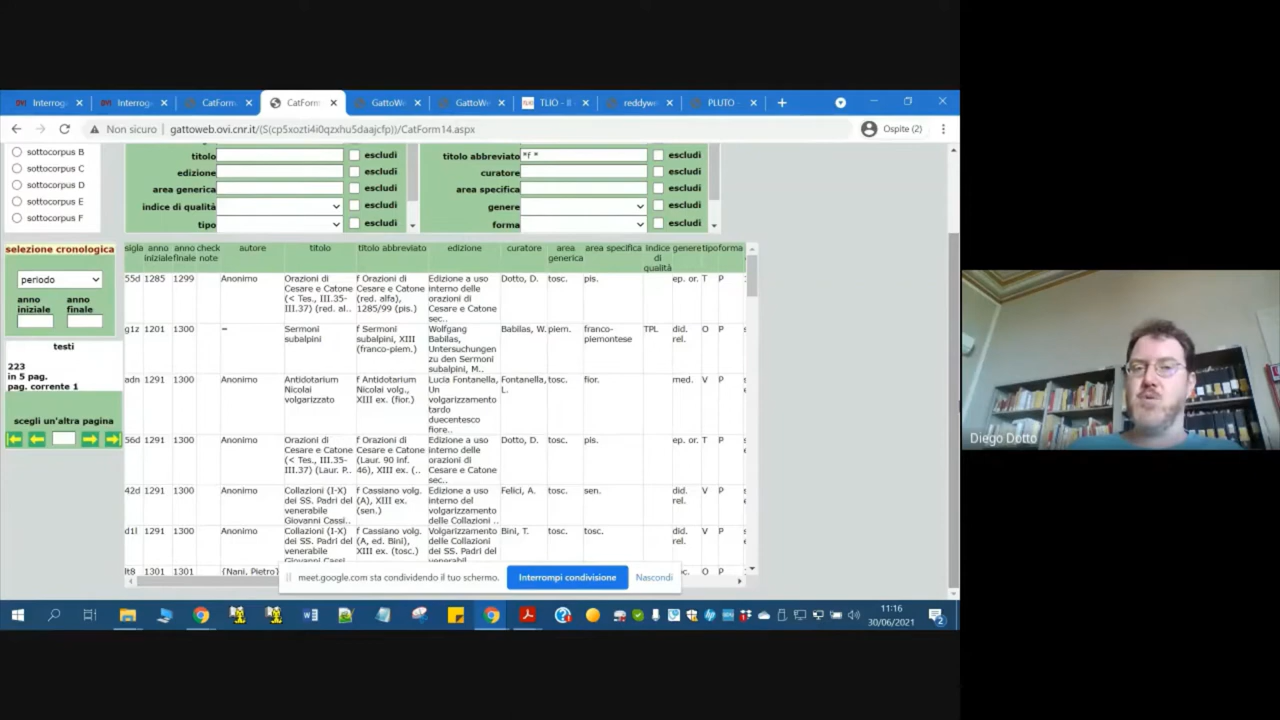 Interrog
Interrog
CatForm
CatForm
GattoWe
GattoWe
TLIO - Il
reddyw
PLUTO -
Non sicuro
gattoweb.ovi.cnr.it/(S(cp5xozti4i0qzxhu5daajcfp))/CatForm14.aspx
Ospite (2)
sottocorpus B
sottocorpus C
sottocorpus D
sottocorpus E
sottocorpus F
titolo escludi titolo abbreviato *f * escludi
edizione escludi curatore escludi
area generica escludi area specifica escludi
indice di qualità escludi genere escludi
tipo escludi forma escludi
selezione cronologica
periodo
anno iniziale
anno finale
testi
223
in 5 pag.
pag. corrente 1
scegli un'altra pagina
sigla anno iniziale anno finale check note autore titolo titolo abbreviato edizione curatore area generica area specifica indice di qualità genere tipo forma
55d 1285 1299 Anonimo Orazioni di Cesare e Catone (< Tes., III.35-III.37) (red. al.. f Orazioni di Cesare e Catone (red. alfa), 1285/99 (pis.) Edizione a uso interno delle orazioni di Cesare e Catone sec.. Dotto, D. tosc. pis. ep. or. T P
g1z 1201 1300 – Sermoni subalpini f Sermoni subalpini, XIII (franco-piem.) Wolfgang Babilas, Untersuchungen zu den Sermoni subalpini, M.. Babilas, W. piem. franco-piemontese TPL did. rel. O P s
adn 1291 1300 Anonimo Antidotarium Nicolai volgarizzato f Antidotarium Nicolai volg., XIII ex. (fior.) Lucia Fontanella, Un volgarizzamento tardo duecentesco fiore.. Fontanella, L. tosc. fior. med. V P s
56d 1291 1300 Anonimo Orazioni di Cesare e Catone (< Tes., III.35-III.37) (Laur. P.. f Orazioni di Cesare e Catone (Laur. 90 inf. 46), XIII ex. (.. Edizione a uso interno delle orazioni di Cesare e Catone sec.. Dotto, D. tosc. pis. ep. or. T P s
42d 1291 1300 Anonimo Collazioni (I-X) dei SS. Padri del venerabile Giovanni Cassi.. f Cassiano volg. (A), XIII ex. (sen.) Edizione a uso interno del volgarizzamento delle Collazioni .. Felici, A. tosc. sen. did. rel. V P s
d1l 1291 1300 Anonimo Collazioni (I-X) dei SS. Padri del venerabile Giovanni Cassi.. f Cassiano volg. (A, ed. Bini), XIII ex. (tosc.) Volgarizzamento delle Collazioni dei SS. Padri del venerabil.. Bini, T. tosc. tosc. did. rel. V P s
lt8 1301 1301 {Nani, Pietro} O P s
meet.google.com sta condividendo il tuo schermo.
Interrompi condivisione
Nascondi
11:16
30/06/2021
2
Diego Dotto